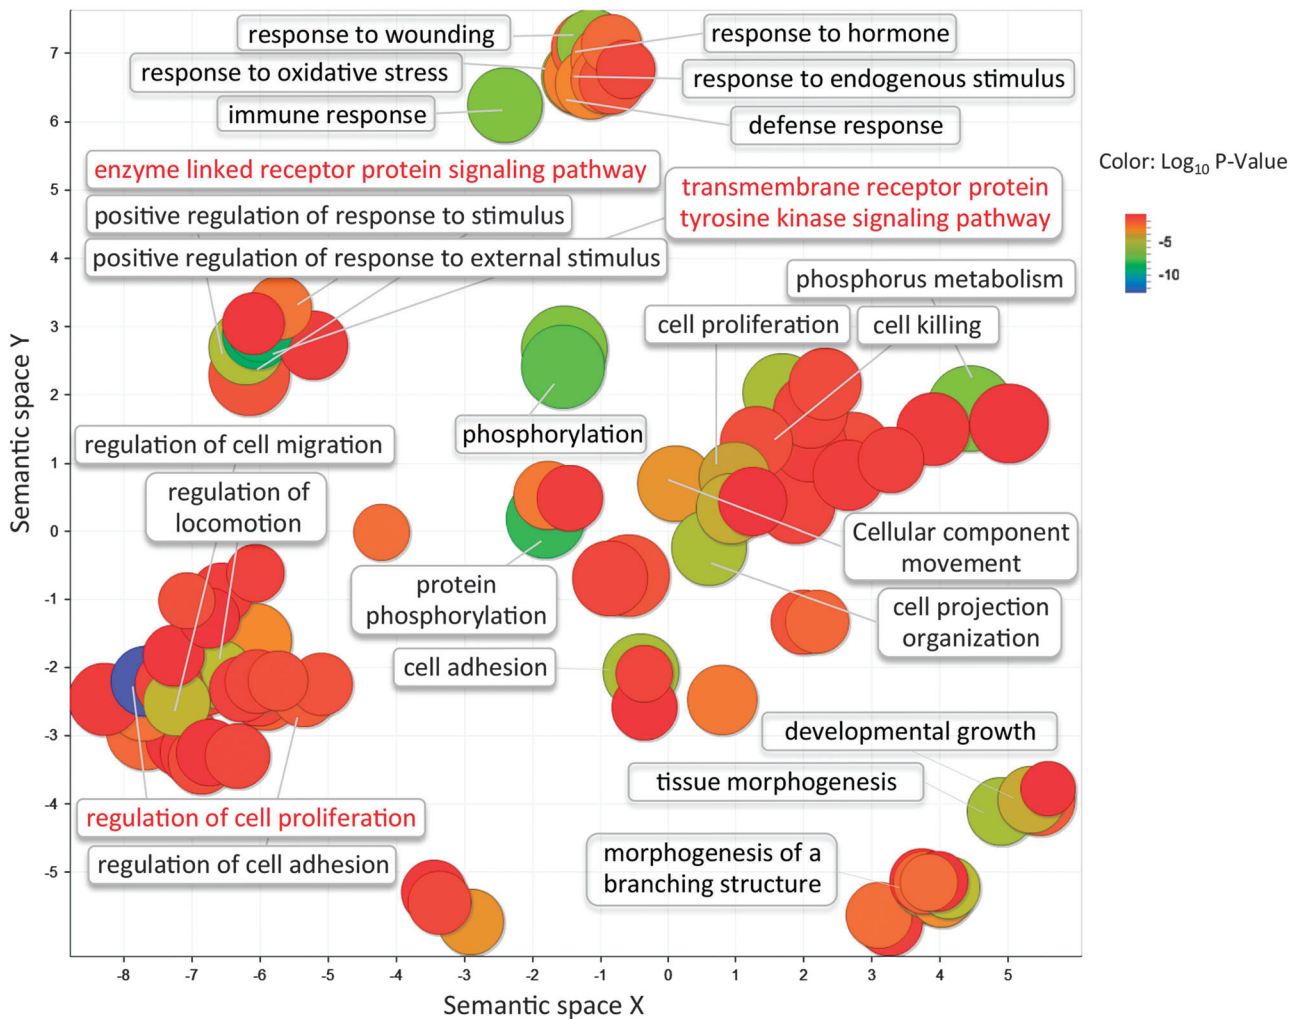 response to wounding
response to hormone
response to oxidative stress
response to endogenous stimulus
immune response
defense response
Color: Log10 P-Value
-5
-10
enzyme linked receptor protein signaling pathway
transmembrane receptor protein
tyrosine kinase signaling pathway
positive regulation of response to stimulus
positive regulation of response to external stimulus
phosphorus metabolism
cell proliferation
cell killing
phosphorylation
regulation of cell migration
regulation of
locomotion
Cellular component
movement
protein
phosphorylation
cell projection
organization
cell adhesion
developmental growth
tissue morphogenesis
regulation of cell proliferation
morphogenesis of a
branching structure
regulation of cell adhesion
Semantic space Y
7
6
5
4
3
2
1
0
-1
-2
-3
-4
-5
-8 -7 -6 -5 -4 -3 -2 -1 0 1 2 3 4 5
Semantic space X